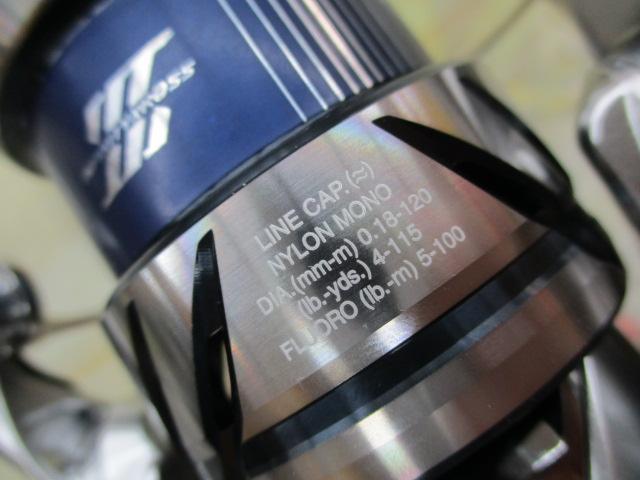 LINE CAP.(≈)
NYLON MONO
DIA.(mm-m) 0.18-120
(lb.-yds.) 4-115
FLUORO (lb.-m) 5-100